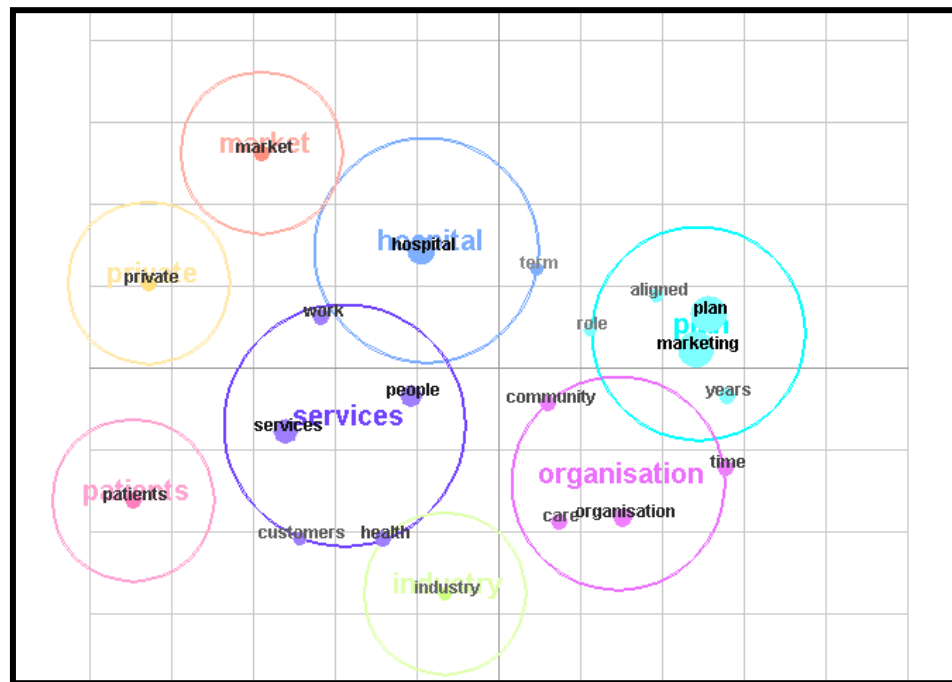 market
market
hospital
hospital
term
private
private
aligned
plan
plan
role
work
marketing
people
years
community
services
services
time
organisation
patients
patients
care
organisation
customers
health
industry
industry